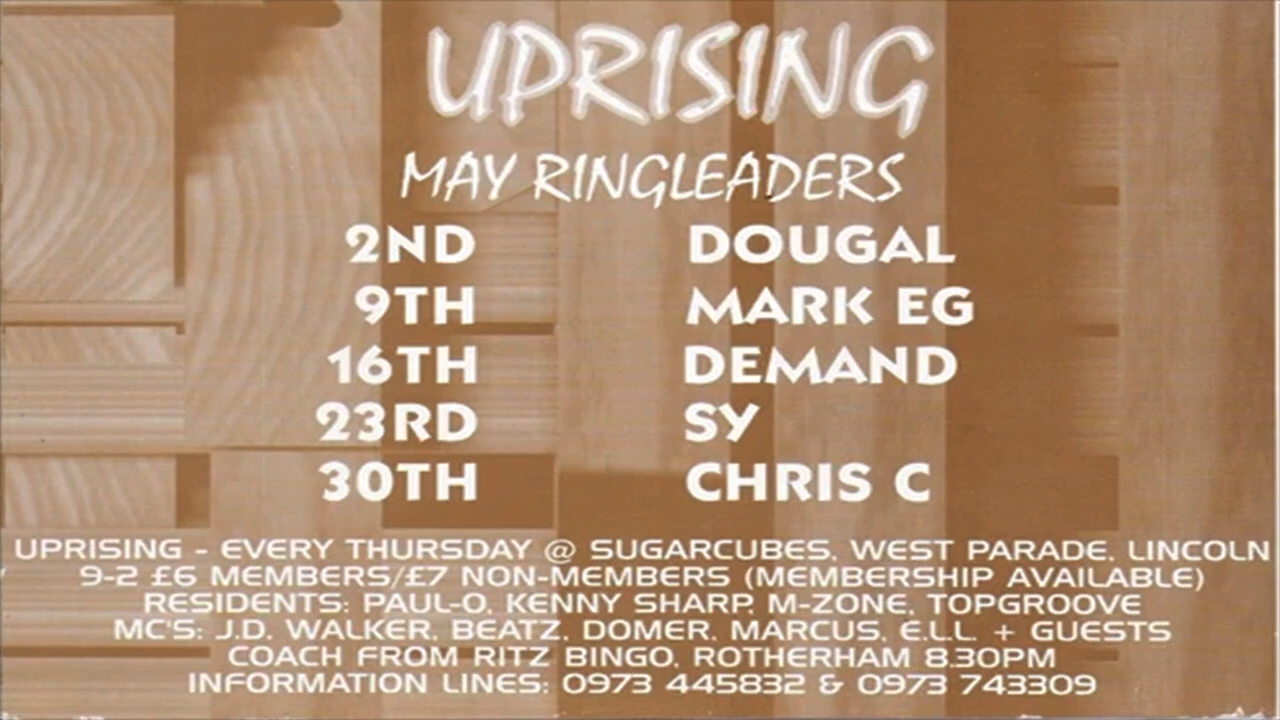 UPRISING
MAY RINGLEADERS
2ND DOUGAL
9TH MARK EG
16TH DEMAND
23RD SY
30TH CHRIS C
UPRISING - EVERY THURSDAY @ SUGARCUBES, WEST PARADE, LINCOLN
9-2 £6 MEMBERS/£7 NON-MEMBERS (MEMBERSHIP AVAILABLE)
RESIDENTS: PAUL-O, KENNY SHARP, M-ZONE, TOPGROOVE
MC'S: J.D. WALKER, BEATZ, DOMER, MARCUS, E.L.L. + GUESTS
COACH FROM RITZ BINGO, ROTHERHAM 8.30PM
INFORMATION LINES: 0973 445832 & 0973 743309